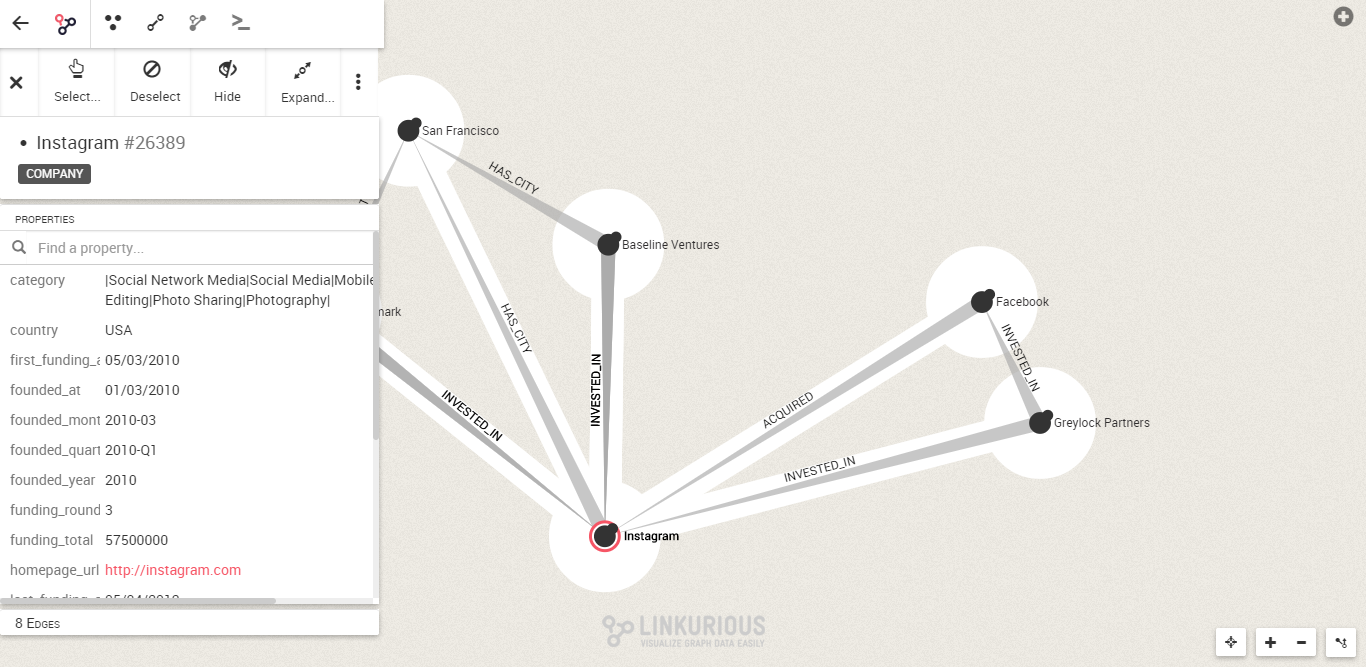 Select...
Deselect
Hide
Expand...
• Instagram #26389
COMPANY
PROPERTIES
Find a property...
category |Social Network Media|Social Media|Mobile
Editing|Photo Sharing|Photography|
country USA
first_funding_a 05/03/2010
founded_at 01/03/2010
founded_mont 2010-03
founded_quart 2010-Q1
founded_year 2010
funding_round 3
funding_total 57500000
homepage_url http://instagram.com
8 EDGES
San Francisco
HAS_CITY
Baseline Ventures
HAS_CITY
mark
Facebook
INVESTED_IN
INVESTED_IN
INVESTED_IN
ACQUIRED
Greylock Partners
INVESTED_IN
Instagram
LINKURIOUS
VISUALIZE GRAPH DATA EASILY